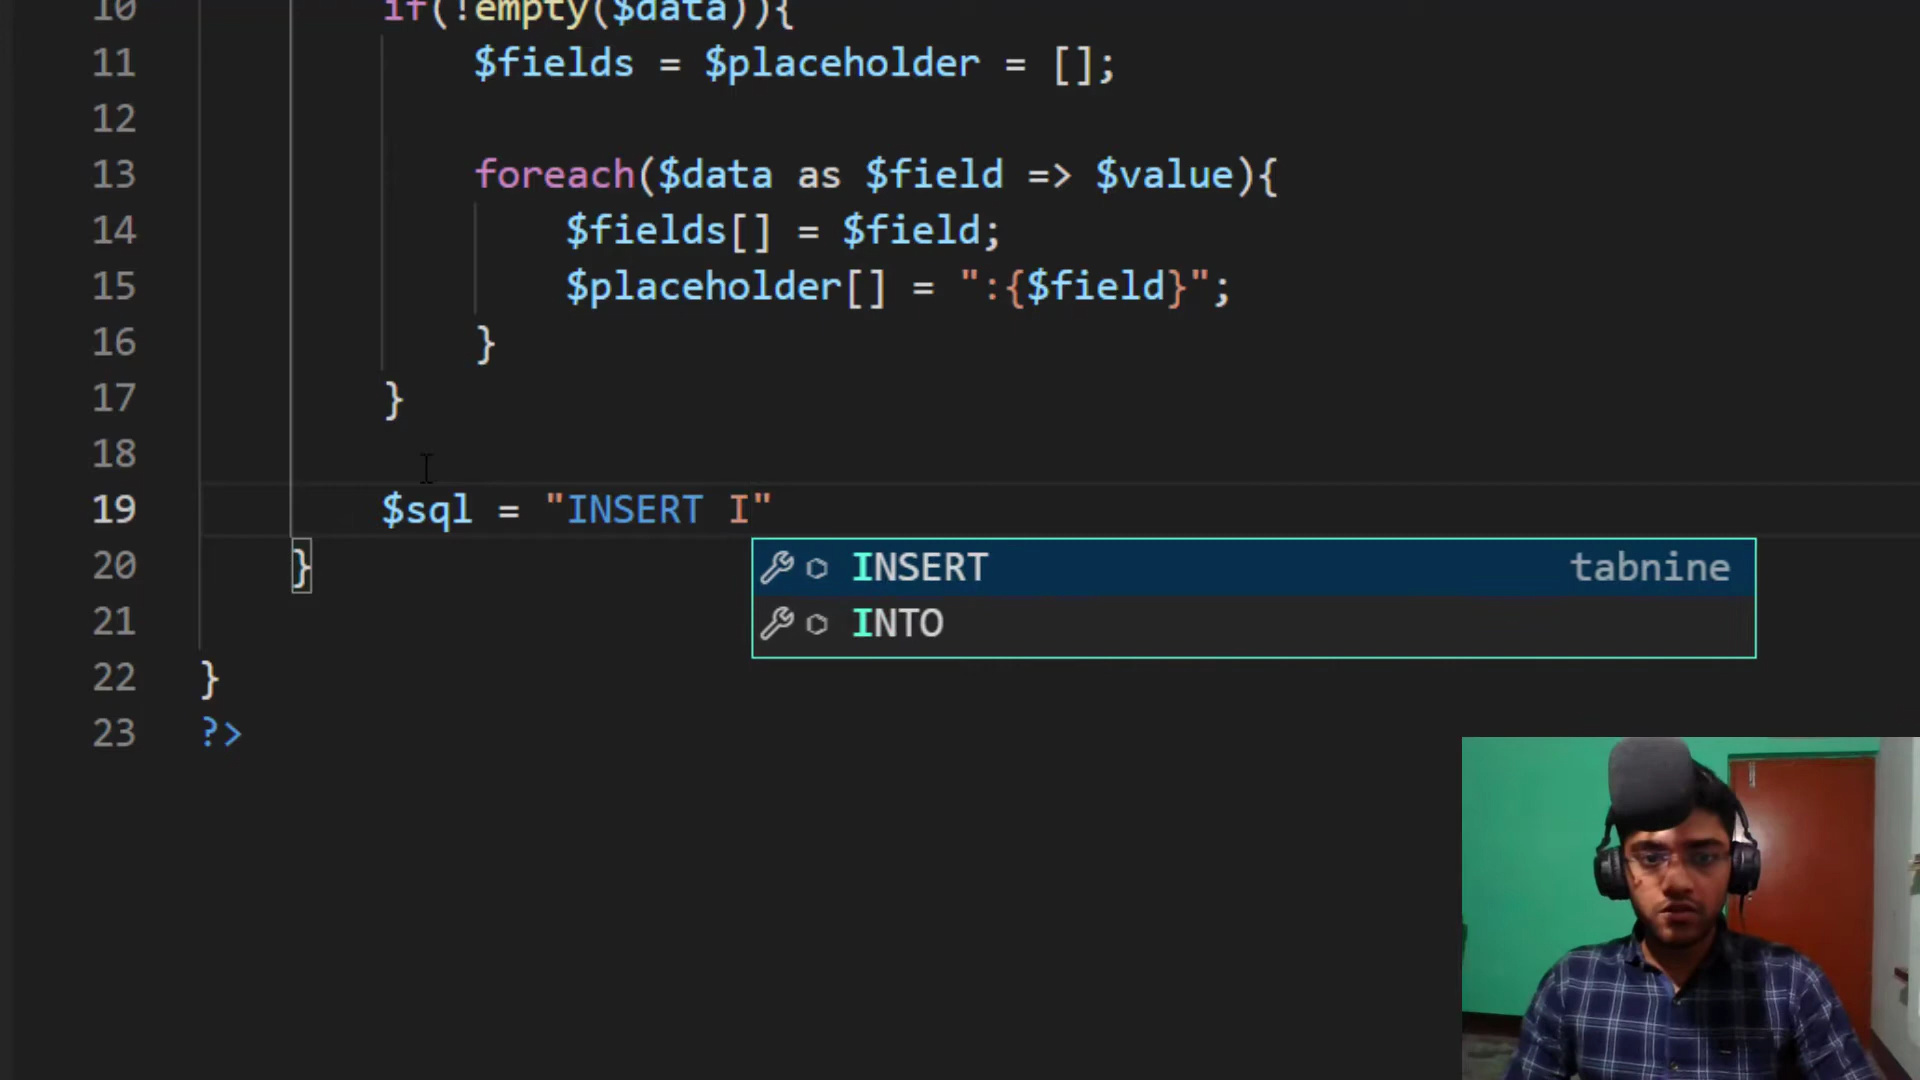 10 if(!empty($data)){
11 $fields = $placeholder = [];
12
13 foreach($data as $field => $value){
14 $fields[] = $field;
15 $placeholder[] = ":{$field}";
16 }
17 }
18
19 $sql = "INSERT I"
INSERT tabnine
20 }
INTO
21
22 }
23 ?>